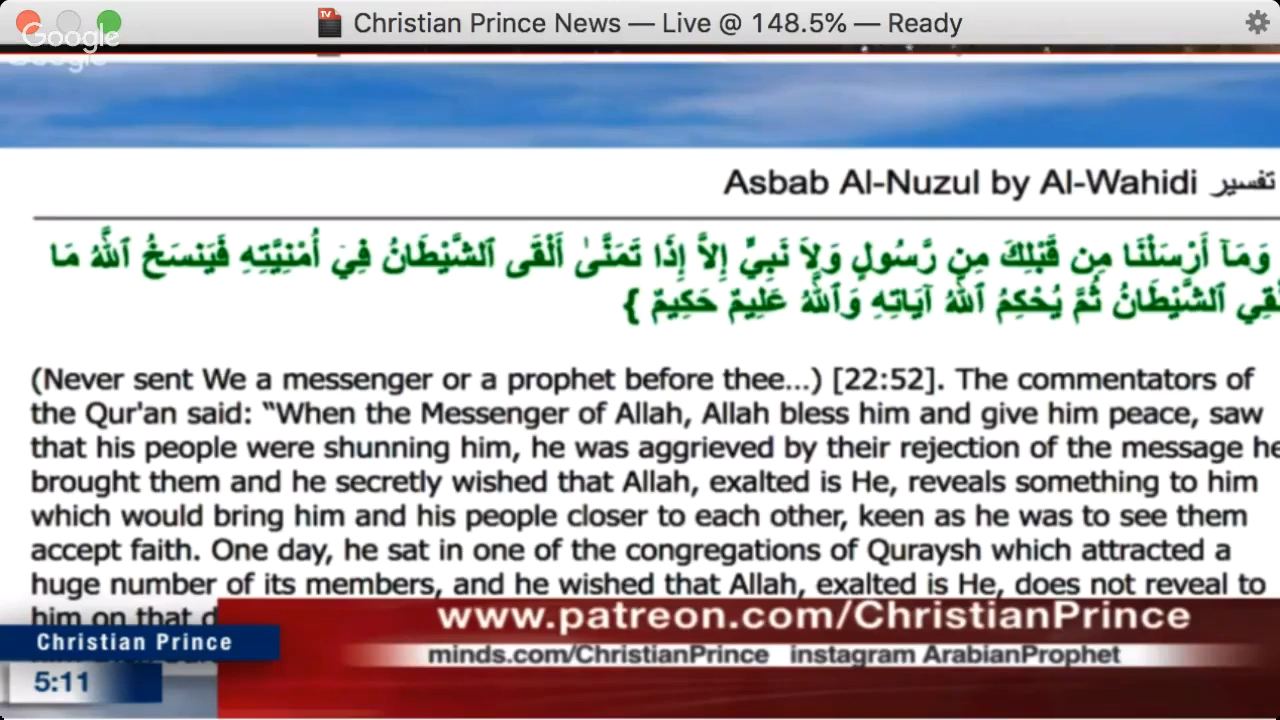 Christian Prince News — Live @ 148.5% — Ready
Google
Google
Asbab Al-Nuzul by Al-Wahidi تفسير
وَمَآ أَرْسَلْنَا مِن قَبْلِكَ مِن رَّسُولٍ وَلاَ نَبِيٍّ إِلاَّ إِذَا تَمَنَّىٰ أَلْقَى ٱلشَّيْطَانُ فِيۤ أُمْنِيَّتِهِ فَيَنسَخُ ٱللَّهُ مَا
ٱلشَّيْطَانُ ثُمَّ يُحْكِمُ ٱللَّهُ آيَاتِهِ وَٱللَّهُ عَلِيمٌ حَكِيمٌ }
(Never sent We a messenger or a prophet before thee...) [22:52]. The commentators of
the Qur'an said: “When the Messenger of Allah, Allah bless him and give him peace, saw
that his people were shunning him, he was aggrieved by their rejection of the message he
brought them and he secretly wished that Allah, exalted is He, reveals something to him
which would bring him and his people closer to each other, keen as he was to see them
accept faith. One day, he sat in one of the congregations of Quraysh which attracted a
huge number of its members, and he wished that Allah, exalted is He, does not reveal to
him on that
www.patreon.com/ChristianPrince
Christian Prince
minds.com/ChristianPrince instagram ArabianProphet
5:11